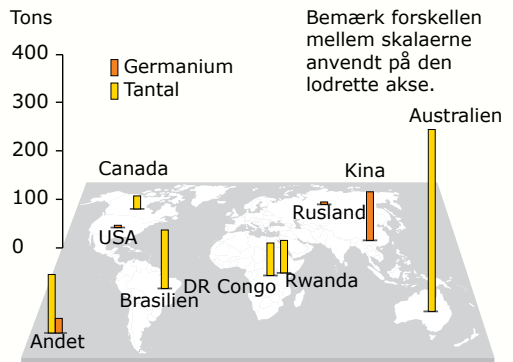 Tons
400
300
200
100
0
Germanium
Tantal
Bemærk forskellen
mellem skalaerne
anvendt på den
lodrette akse.
Australien
Canada
Kina
Rusland
USA
Brasilien
DR Congo
Rwanda
Andet